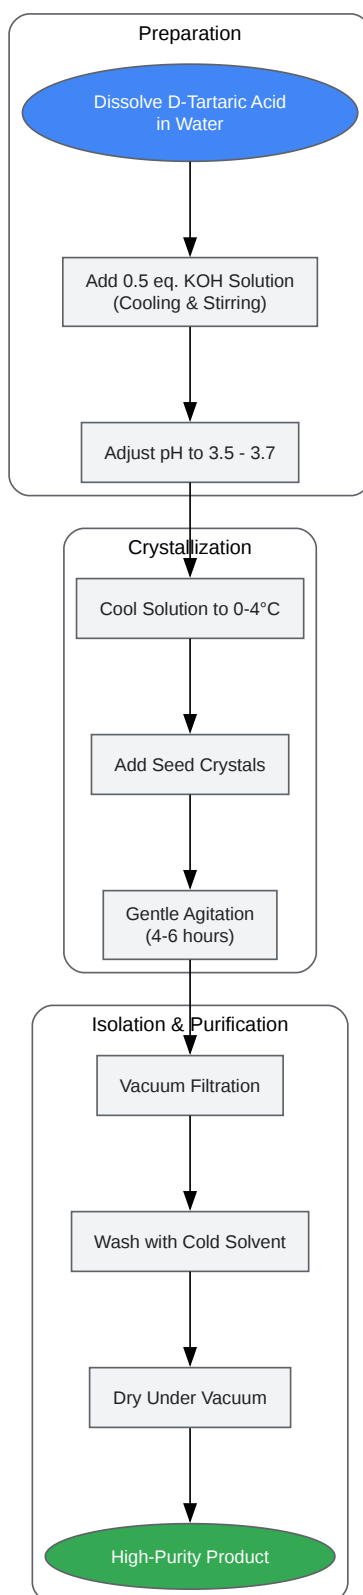 Preparation
Dissolve D-Tartaric Acid
in Water
Add 0.5 eq. KOH Solution
(Cooling & Stirring)
Adjust pH to 3.5 - 3.7
Crystallization
Cool Solution to 0-4°C
Add Seed Crystals
Gentle Agitation
(4-6 hours)
Isolation & Purification
Vacuum Filtration
Wash with Cold Solvent
Dry Under Vacuum
High-Purity Product